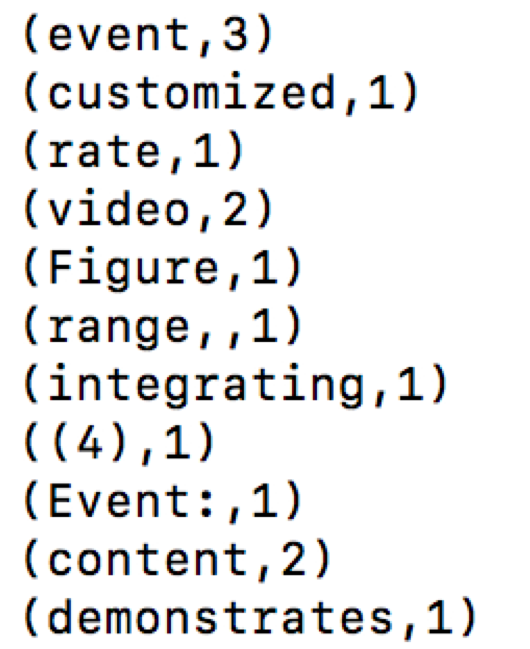 (event,3)
(customized,1)
(rate,1)
(video,2)
(Figure,1)
(range,,1)
(integrating,1)
((4),1)
(Event:,1)
(content,2)
(demonstrates,1)